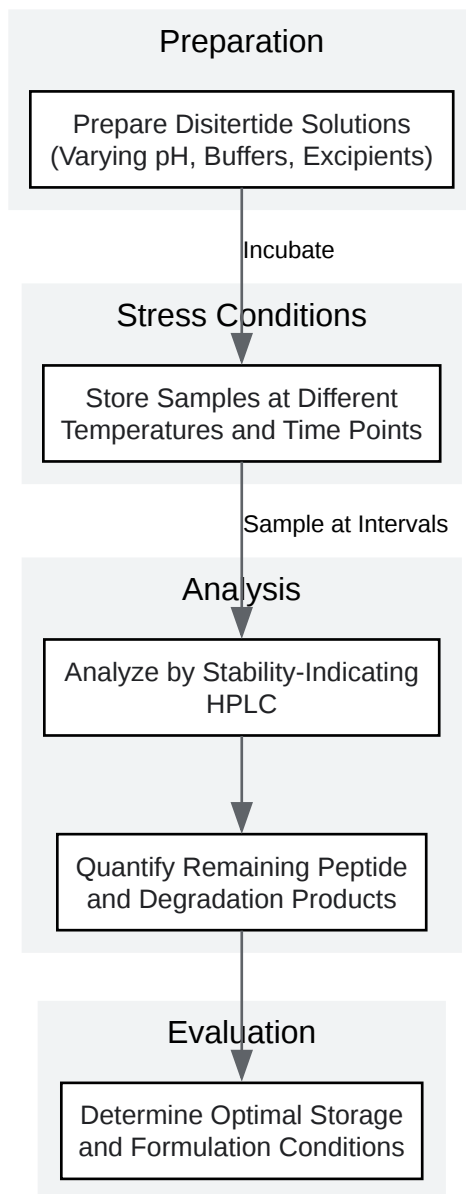 Preparation
Prepare Disitertide Solutions
(Varying pH, Buffers, Excipients)
Incubate
Stress Conditions
Store Samples at Different
Temperatures and Time Points
Sample at Intervals
Analysis
Analyze by Stability-Indicating
HPLC
Quantify Remaining Peptide
and Degradation Products
Evaluation
Determine Optimal Storage
and Formulation Conditions